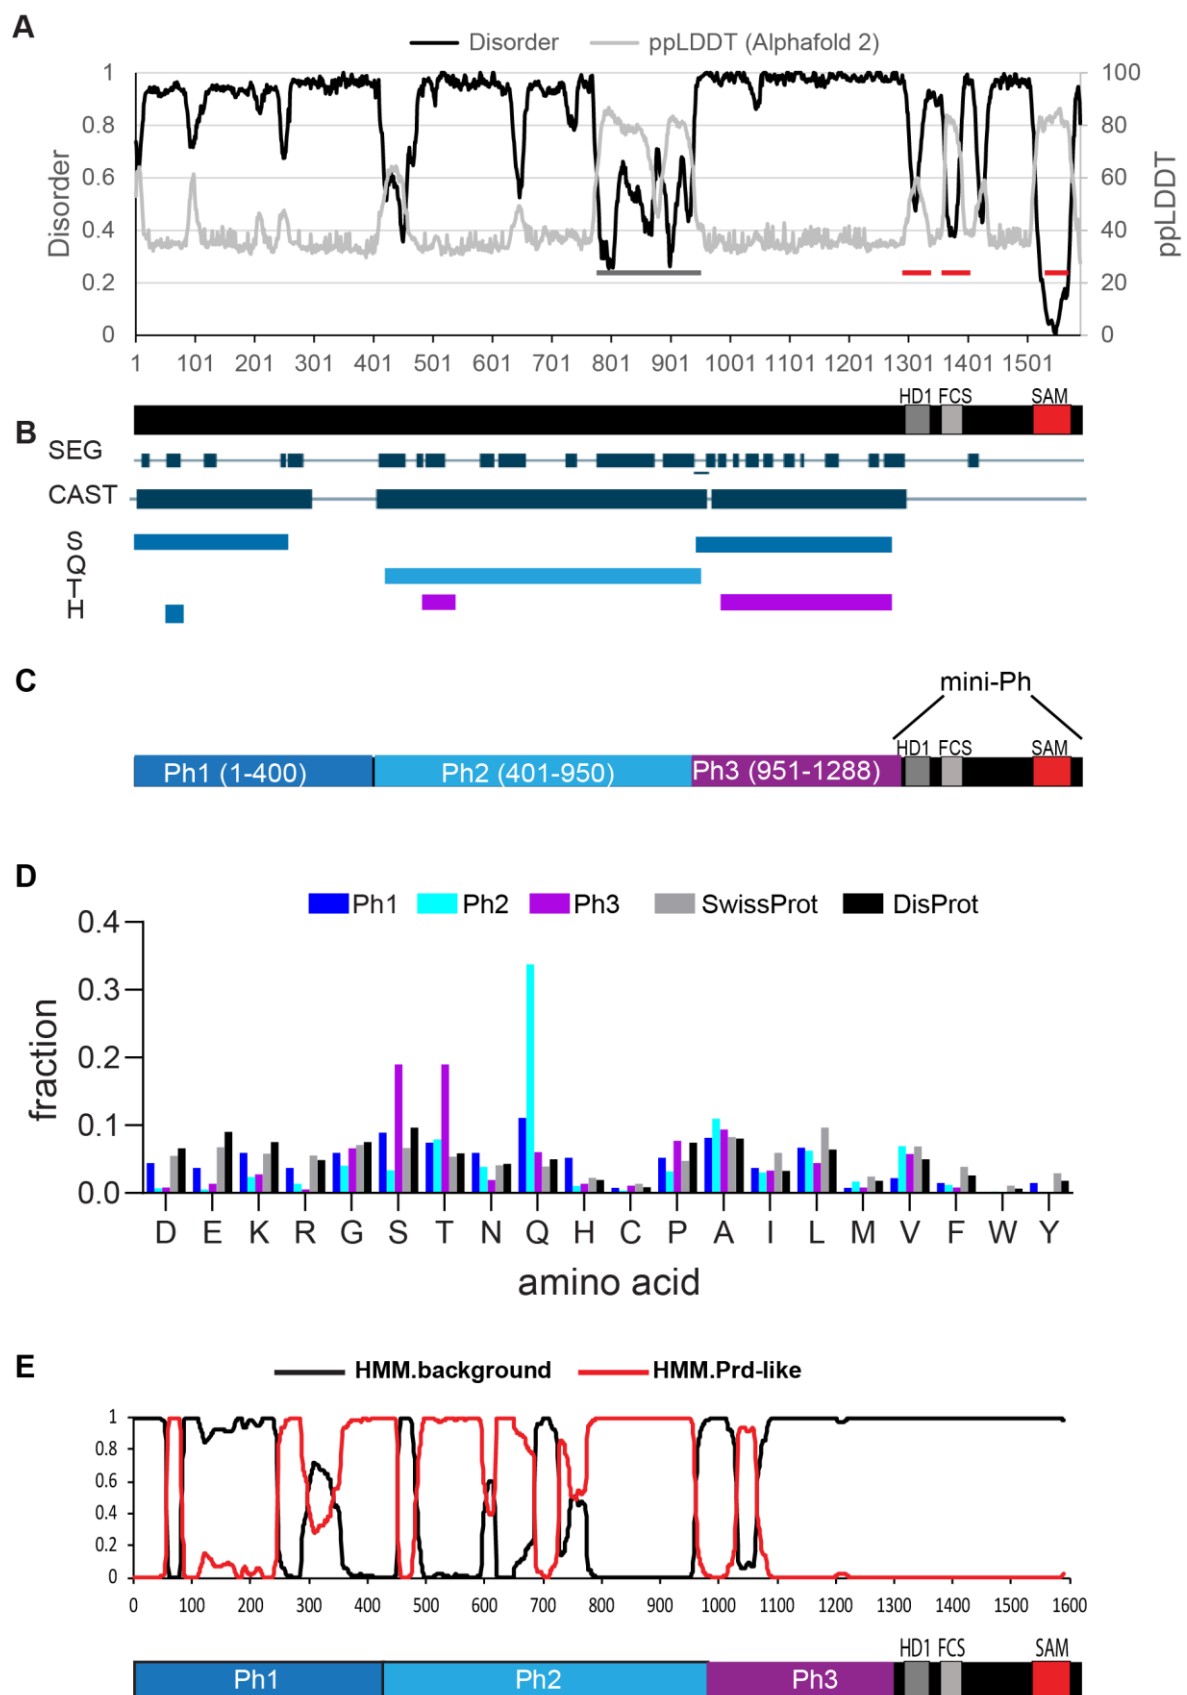 A
Disorder ppLDDT (Alphafold 2)
1 100
0.8 80
0.6 60
0.4 40
0.2 20
0 0
Disorder
ppLDDT
1 101 201 301 401 501 601 701 801 901 1001 1101 1201 1301 1401 1501
HD1 FCS SAM
B
SEG
CAST
S
Q
T
H
C
mini-Ph
HD1 FCS SAM
Ph1 (1-400) Ph2 (401-950) Ph3 (951-1288)
D
Ph1 Ph2 Ph3 SwissProt DisProt
0.4
0.3
0.2
0.1
0.0
fraction
D E K R G S T N Q H C P A I L M V F W Y
amino acid
E
HMM.background HMM.Prd-like
1
0.8
0.6
0.4
0.2
0
0 100 200 300 400 500 600 700 800 900 1000 1100 1200 1300 1400 1500 1600
HD1 FCS SAM
Ph1 Ph2 Ph3